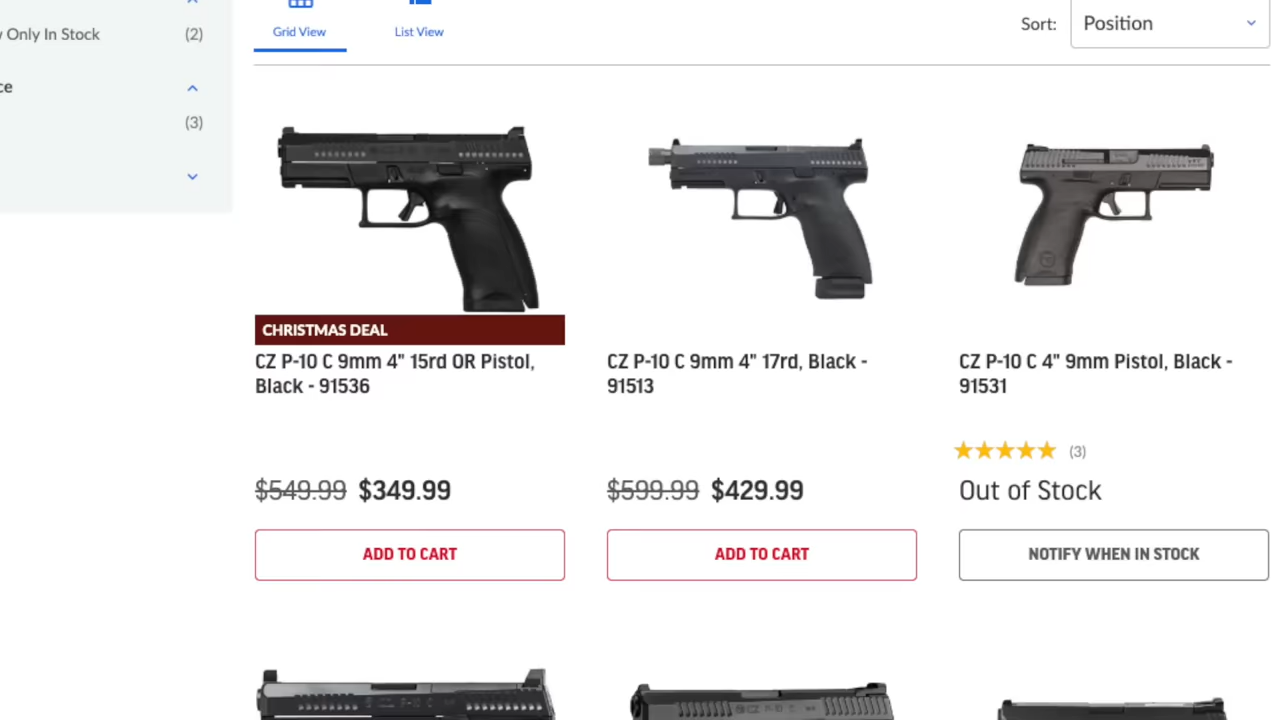 Grid View
List View
Sort:
Position
Only In Stock
(2)
(3)
CHRISTMAS DEAL
CZ P-10 C 9mm 4" 15rd OR Pistol,
Black - 91536
$549.99 $349.99
ADD TO CART
CZ P-10 C 9mm 4" 17rd, Black -
91513
$599.99 $429.99
ADD TO CART
CZ P-10 C 4" 9mm Pistol, Black -
91531
(3)
Out of Stock
NOTIFY WHEN IN STOCK